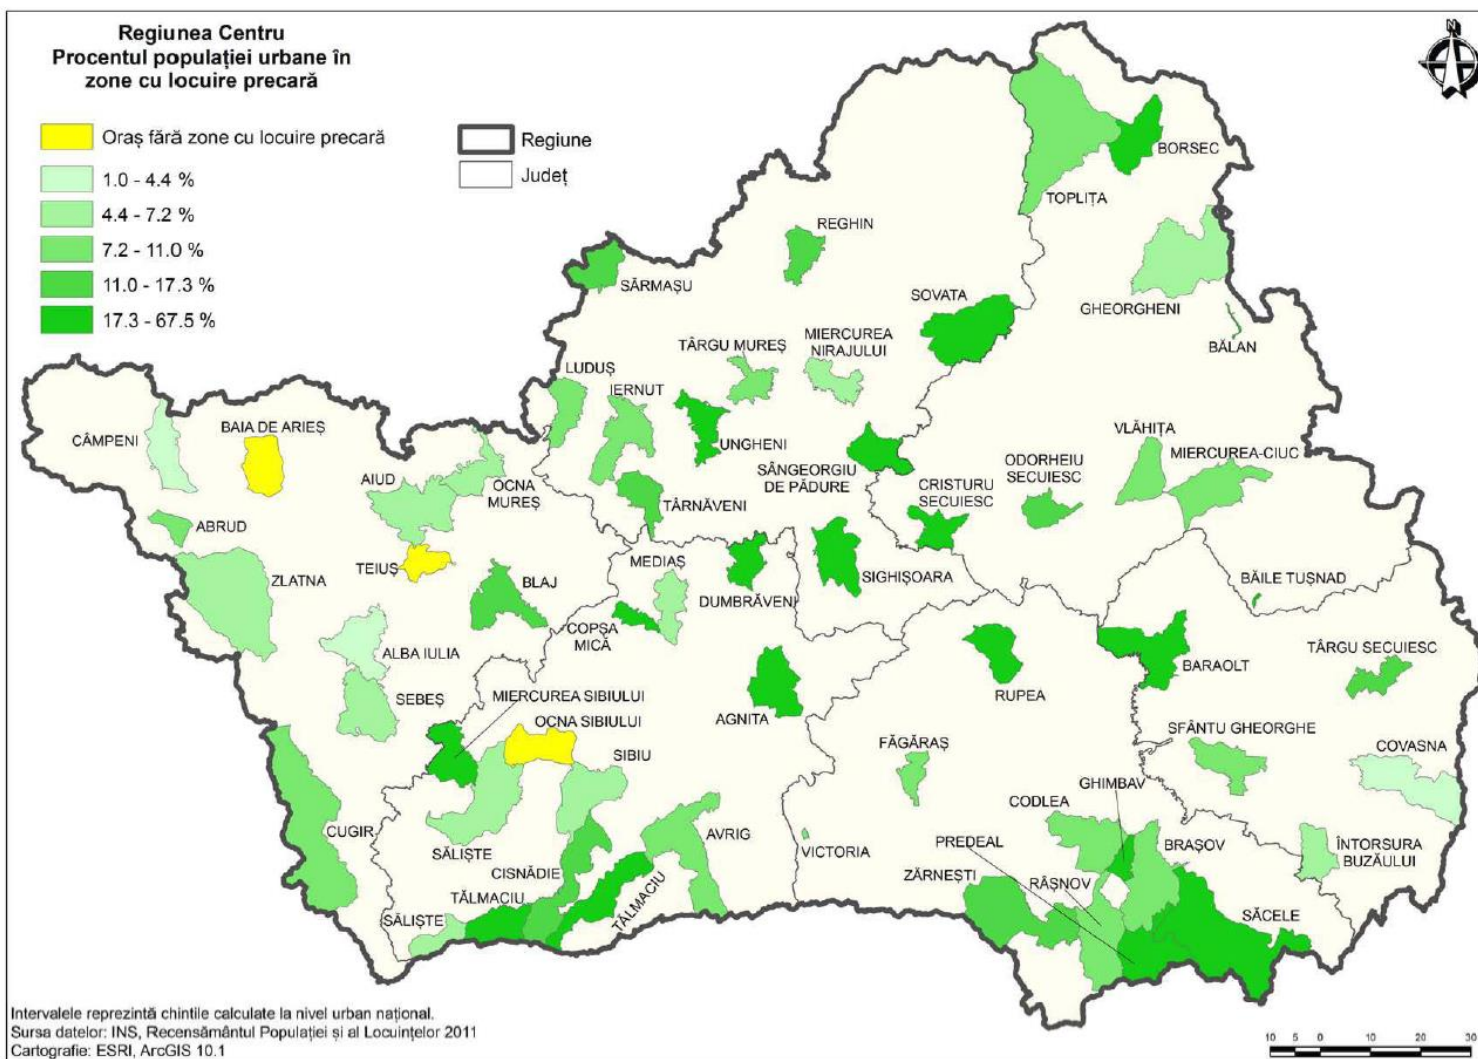 Regiunea Centru
Procentul populației urbane în
zone cu locuire precară
Oraș fără zone cu locuire precară
1.0 - 4.4 %
4.4 - 7.2 %
7.2 - 11.0 %
11.0 - 17.3 %
17.3 - 67.5 %
Regiune
Județ
N
BORSEC
TOPLIȚA
REGHIN
SĂRMAȘU
GHEORGHENI
SOVATA
BĂLAN
TÂRGU MUREȘ
MIERCUREA
NIRAJULUI
LUDUȘ
IERNUT
CÂMPENI
BAIA DE ARIEȘ
UNGHENI
VLĂHIȚA
MIERCUREA-CIUC
ODORHEIU
SECUIESC
SÂNGEORGIU
DE PĂDURE
CRISTURU
SECUIESC
AIUD
OCNA
MUREȘ
TÂRNĂVENI
ABRUD
TEIUȘ
ZLATNA
BLAJ
MEDIAȘ
DUMBRĂVENI
SIGHIȘOARA
BĂILE TUȘNAD
COPȘA
MICĂ
ALBA IULIA
BARAOLT
TÂRGU SECUIESC
SEBEȘ
MIERCUREA SIBIULUI
RUPEA
OCNA SIBIULUI
AGNITA
SIBIU
FĂGĂRAȘ
SFÂNTU GHEORGHE
COVASNA
GHIMBAV
CODLEA
CUGIR
AVRIG
VICTORIA
PREDEAL
BRAȘOV
ÎNTORSURA
BUZĂULUI
SĂLIȘTE
CISNĂDIE
ZĂRNEȘTI
RÂȘNOV
TĂLMACIU
TĂLMACIU
SĂCELE
SĂLIȘTE
Intervalele reprezintă chintile calculate la nivel urban național.
Sursa datelor: INS, Recensământul Populației și al Locuințelor 2011
Cartografie: ESRI, ArcGIS 10.1
10 5 0 10 20 30